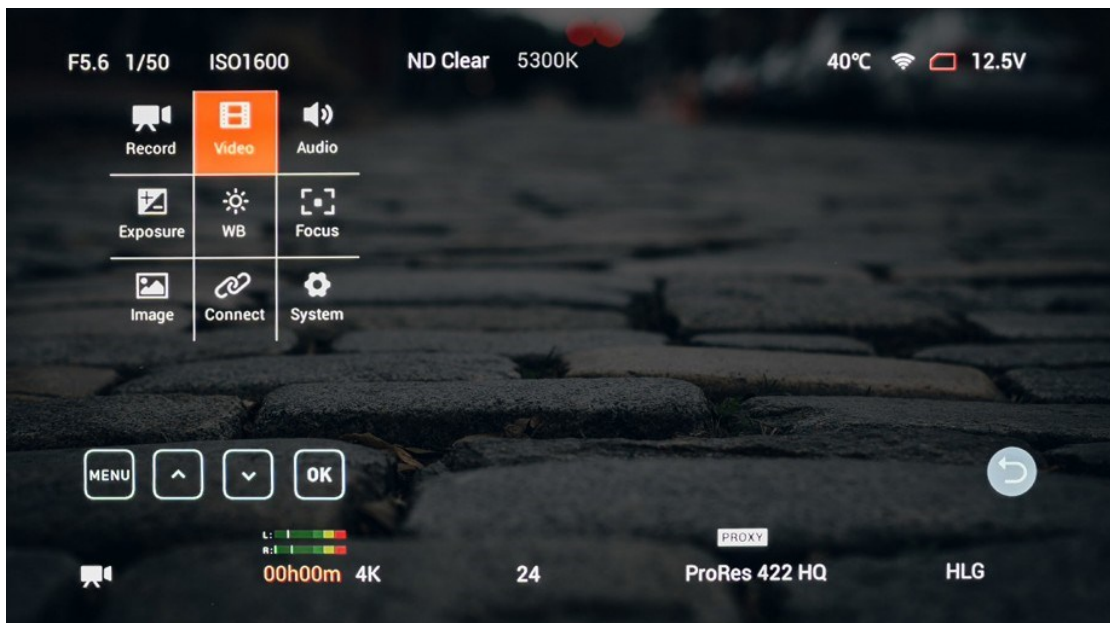 F5.6 1/50 ISO1600 ND Clear 5300K 40℃ 12.5V
Record Video Audio
Exposure WB Focus
Image Connect System
MENU OK
PROXY
L:
R:
00h00m 4K 24 ProRes 422 HQ HLG